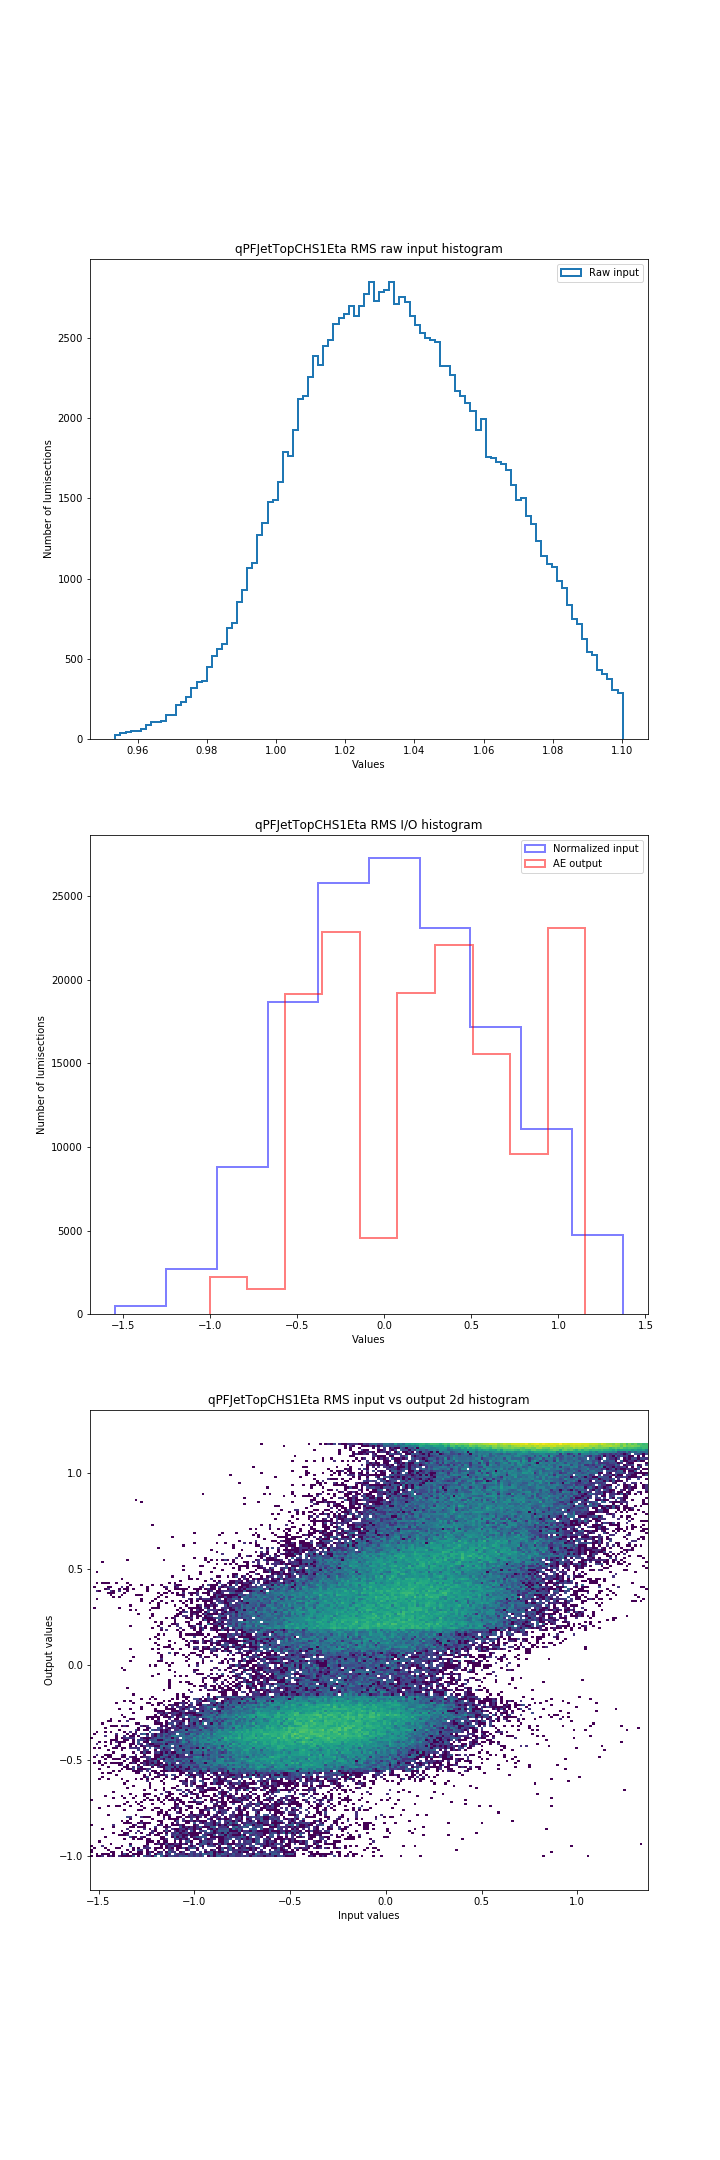 qPFJetTopCHS1Eta RMS raw input histogram
Raw input
2500
2000
1500
1000
500
0
Number of lumisections
0.96 0.98 1.00 1.02 1.04 1.06 1.08 1.10
Values
qPFJetTopCHS1Eta RMS I/O histogram
Normalized input
AE output
25000
20000
15000
10000
5000
0
Number of lumisections
−1.5 −1.0 −0.5 0.0 0.5 1.0 1.5
Values
qPFJetTopCHS1Eta RMS input vs output 2d histogram
1.0
0.5
0.0
−0.5
−1.0
Output values
−1.5 −1.0 −0.5 0.0 0.5 1.0
Input values